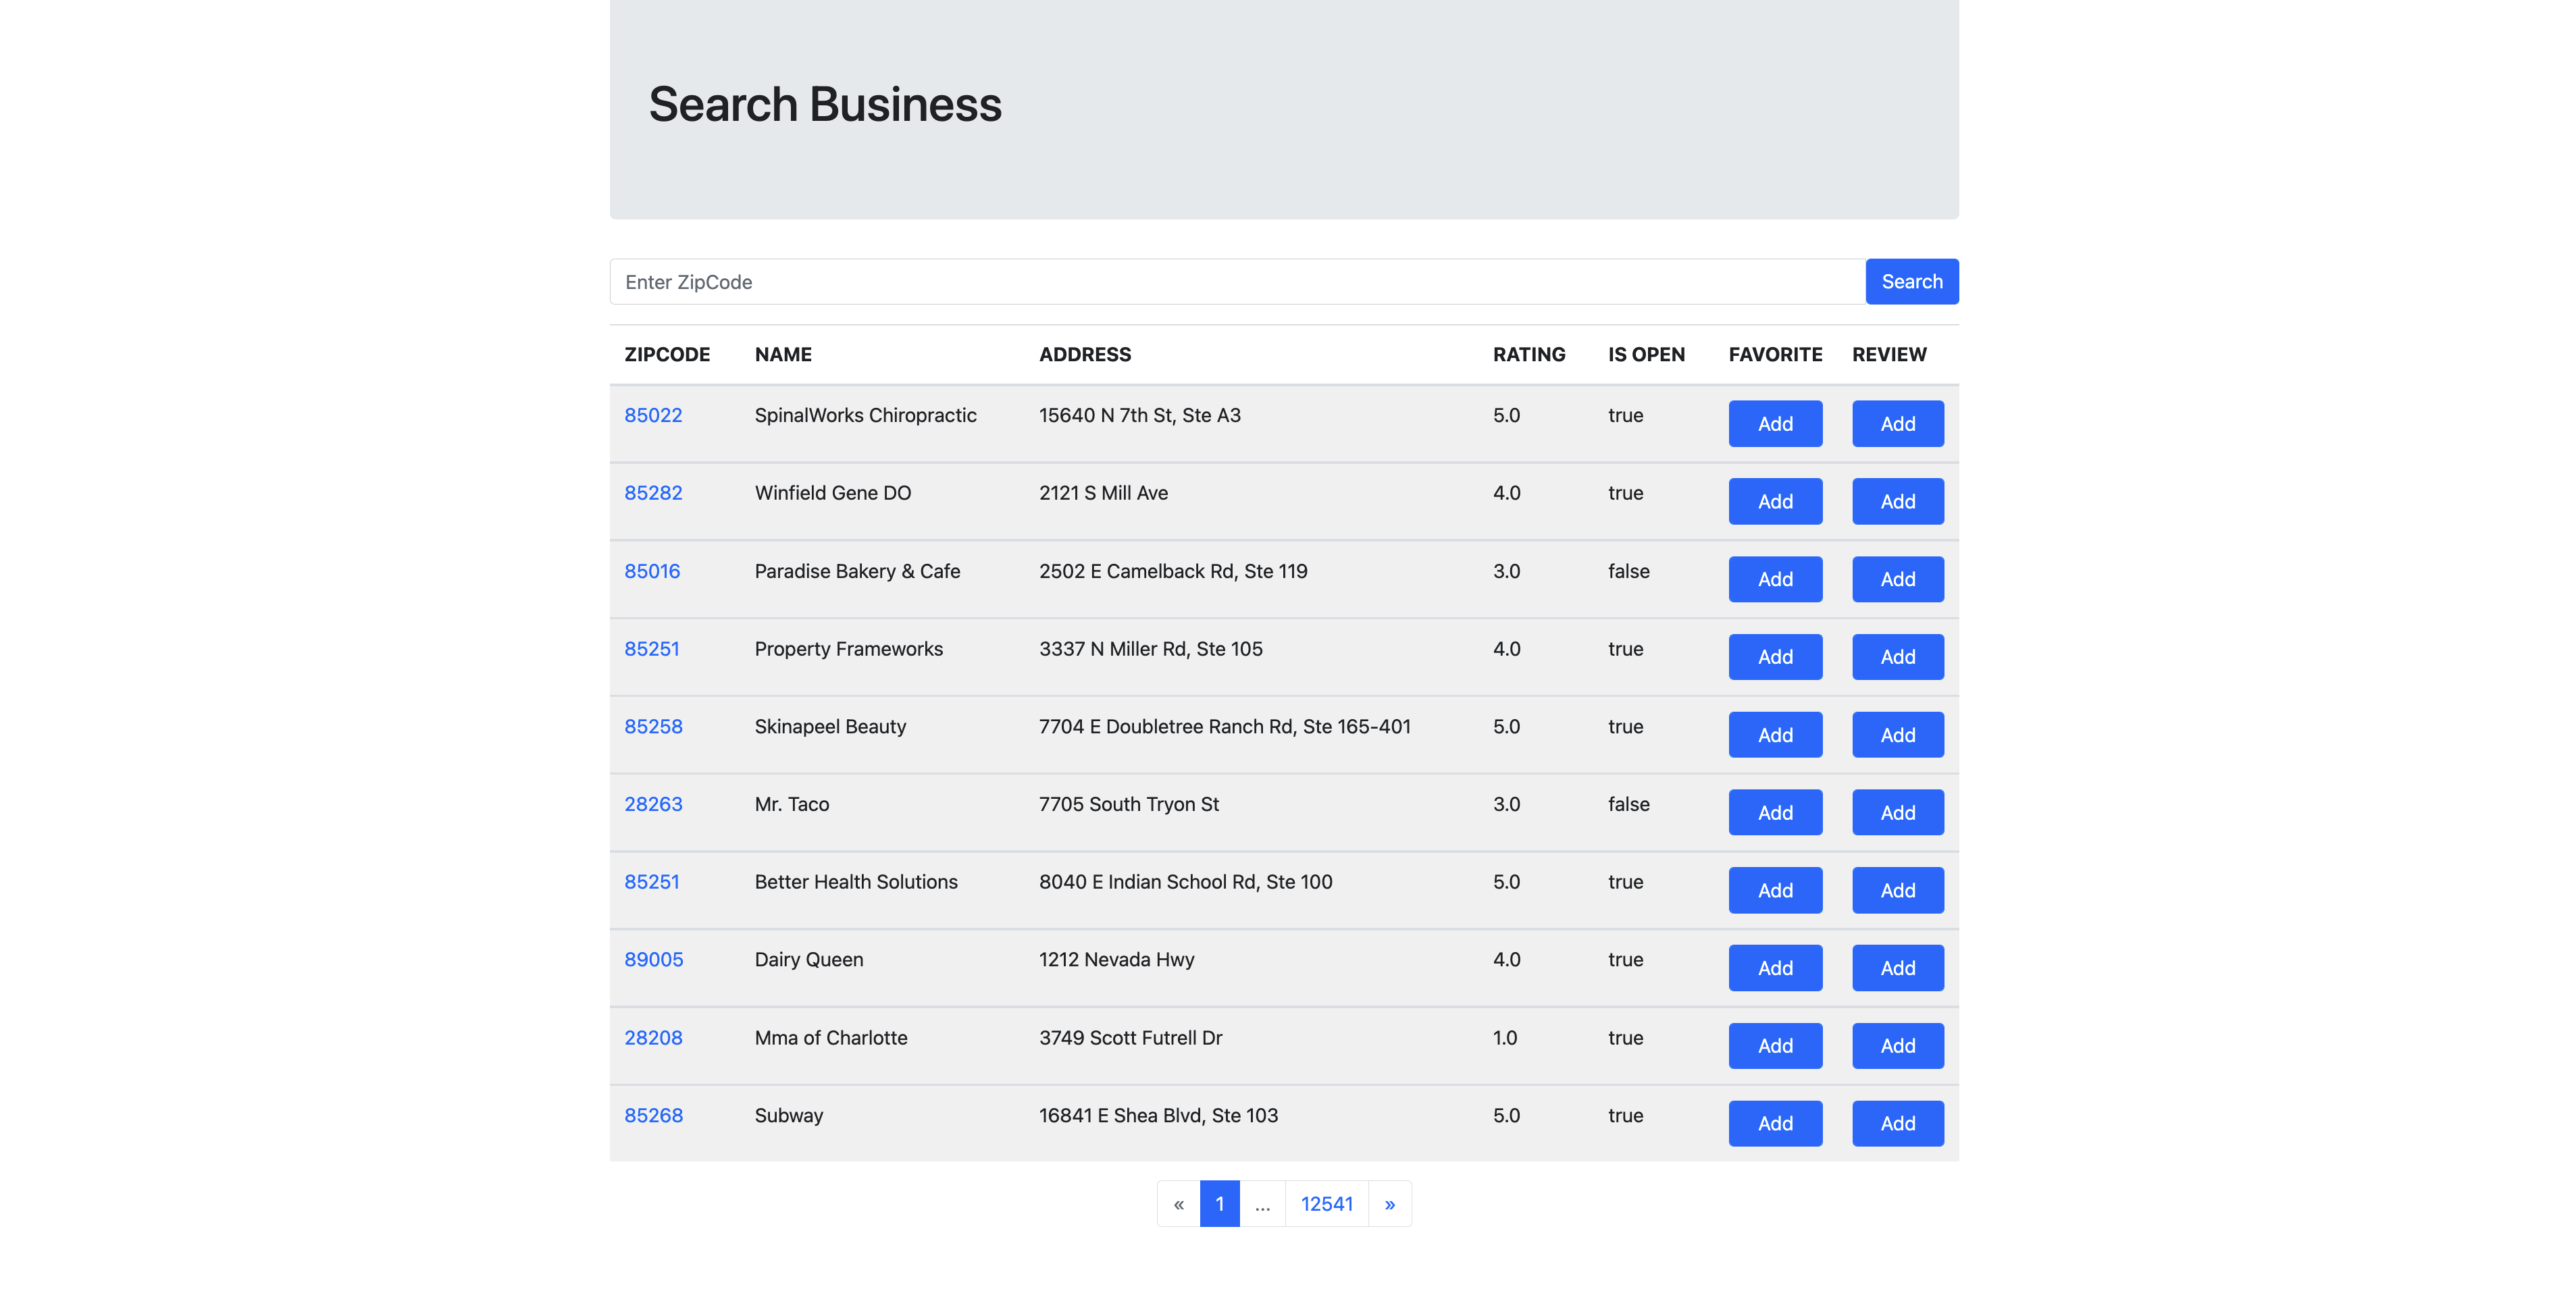 Search Business
Enter ZipCode Search
ZIPCODE NAME ADDRESS RATING IS OPEN FAVORITE REVIEW
85022 SpinalWorks Chiropractic 15640 N 7th St, Ste A3 5.0 true Add Add
85282 Winfield Gene DO 2121 S Mill Ave 4.0 true Add Add
85016 Paradise Bakery & Cafe 2502 E Camelback Rd, Ste 119 3.0 false Add Add
85251 Property Frameworks 3337 N Miller Rd, Ste 105 4.0 true Add Add
85258 Skinapeel Beauty 7704 E Doubletree Ranch Rd, Ste 165-401 5.0 true Add Add
28263 Mr. Taco 7705 South Tryon St 3.0 false Add Add
85251 Better Health Solutions 8040 E Indian School Rd, Ste 100 5.0 true Add Add
89005 Dairy Queen 1212 Nevada Hwy 4.0 true Add Add
28208 Mma of Charlotte 3749 Scott Futrell Dr 1.0 true Add Add
85268 Subway 16841 E Shea Blvd, Ste 103 5.0 true Add Add
« 1 ... 12541 »